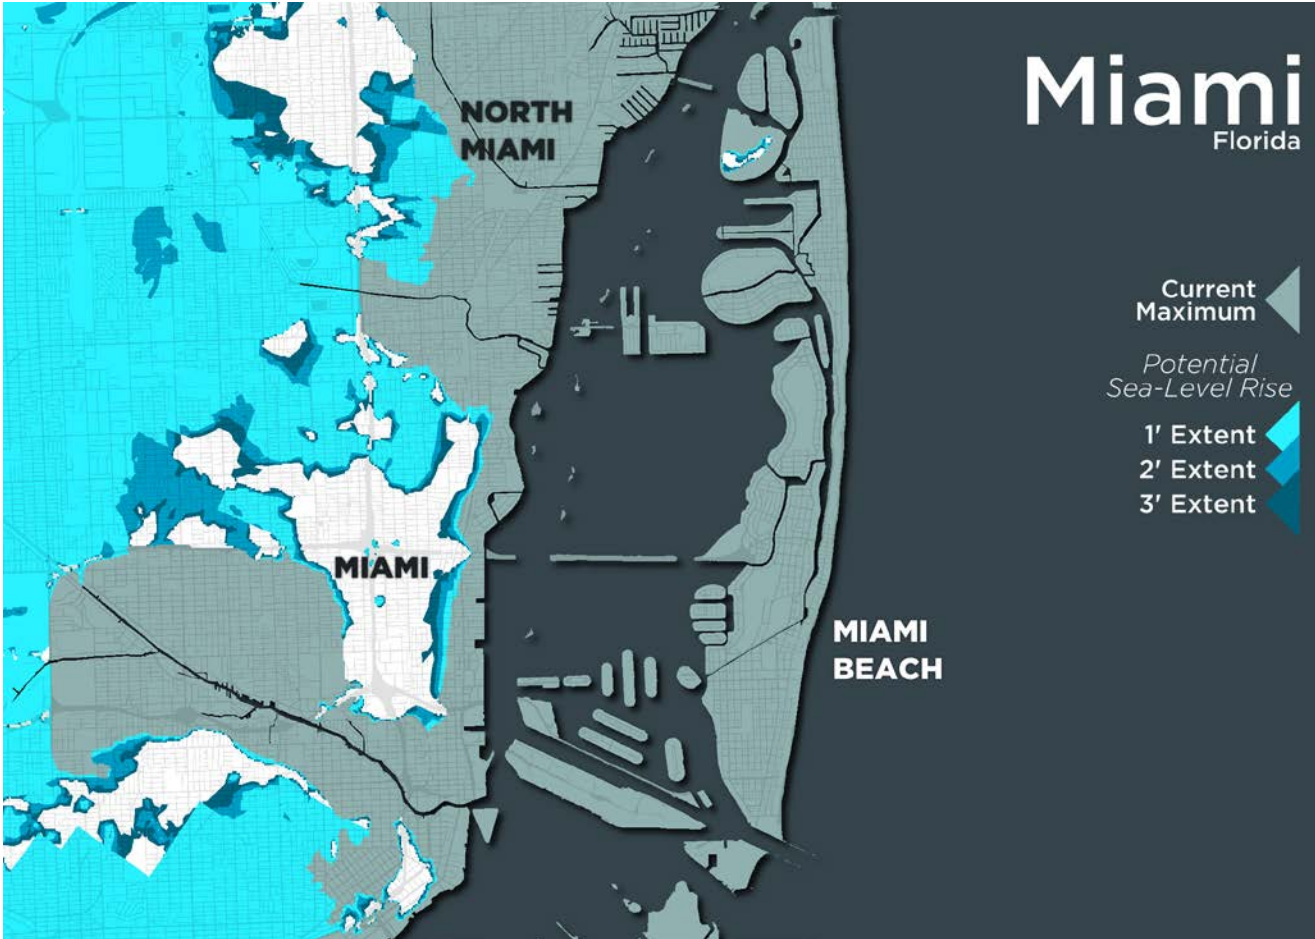 Miami
Florida
NORTH
MIAMI
Current
Maximum
Potential
Sea-Level Rise
1' Extent
2' Extent
3' Extent
MIAMI
MIAMI
BEACH